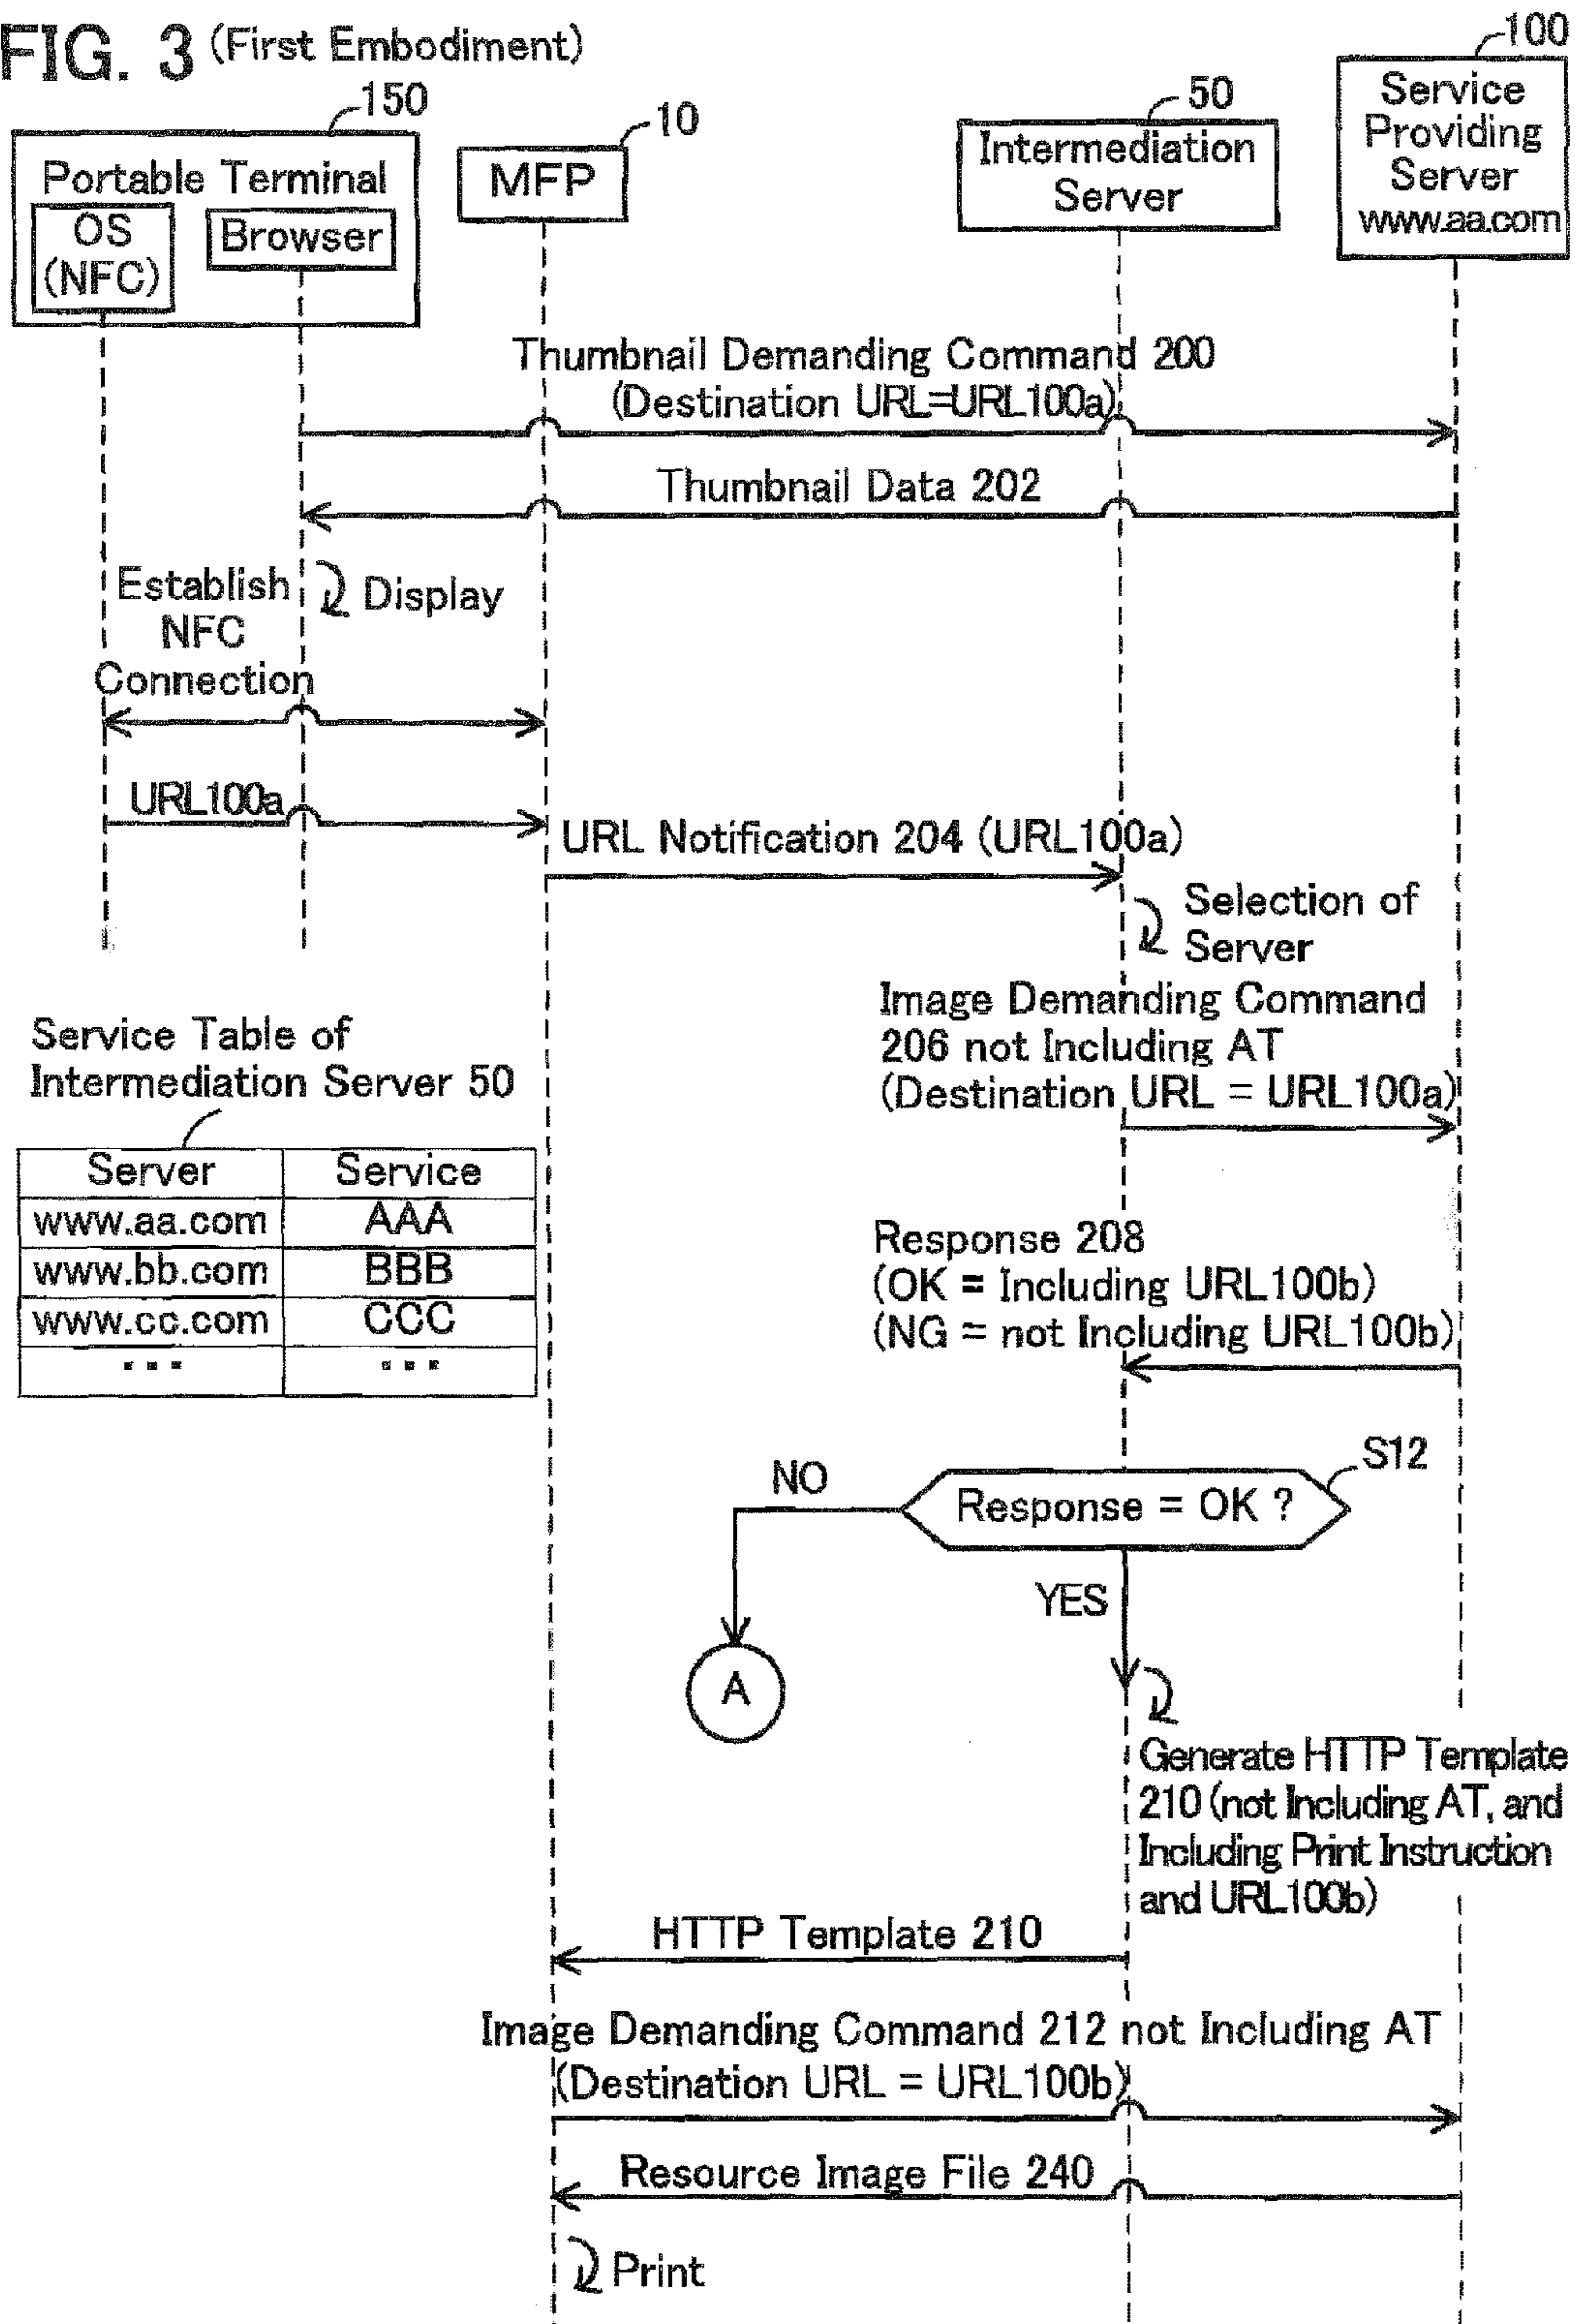 FIG. 3 (First Embodiment)
100
150
10
50
Service
Providing
Server
www.aa.com
Portable Terminal
OS
(NFC)
Browser
MFP
Intermediation
Server
Thumbnail Demanding Command 200
(Destination URL=URL100a)
Thumbnail Data 202
Establish
NFC
Connection
Display
URL100a
URL Notification 204 (URL100a)
Selection of
Server
Image Demanding Command
206 not Including AT
(Destination URL = URL100a)
Service Table of
Intermediation Server 50
Server Service
www.aa.com AAA
www.bb.com BBB
www.cc.com CCC
... ...
Response 208
(OK = Including URL100b)
(NG = not Including URL100b)
S12
NO
Response = OK ?
YES
A
Generate HTTP Template
210 (not Including AT, and
Including Print Instruction
and URL100b)
HTTP Template 210
Image Demanding Command 212 not Including AT
(Destination URL = URL100b)
Resource Image File 240
Print